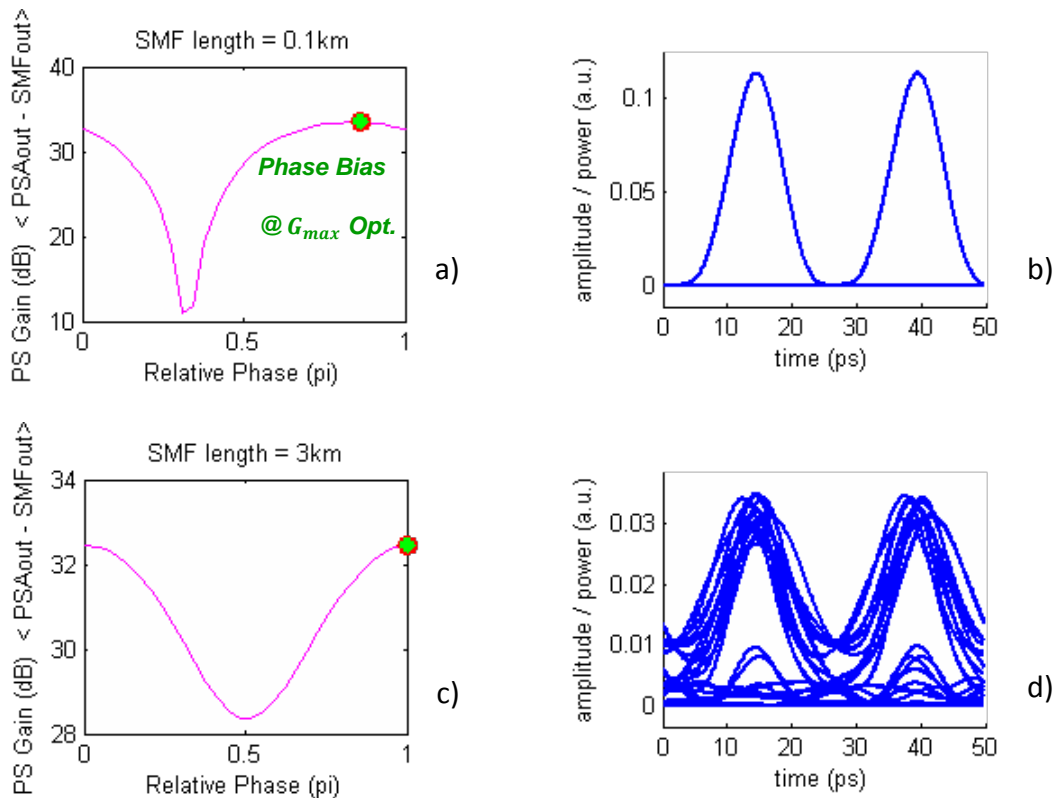 SMF length = 0.1km
PS Gain (dB) < PSAout - SMFout>
40
30
20
10
Phase Bias
@ G_max Opt.
0
0.5
1
Relative Phase (pi)
a)
amplitude / power (a.u.)
0.1
0.05
0
0
10
20
30
40
50
time (ps)
b)
SMF length = 3km
PS Gain (dB) < PSAout - SMFout>
34
32
30
28
0
0.5
1
Relative Phase (pi)
c)
amplitude / power (a.u.)
0.03
0.02
0.01
0
0
10
20
30
40
50
time (ps)
d)